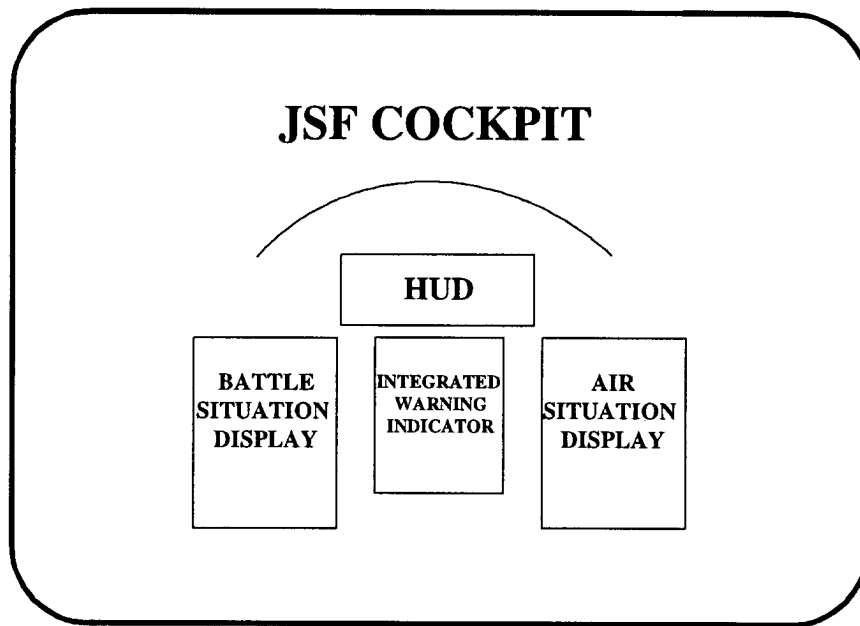 JSF COCKPIT
HUD
BATTLE
SITUATION
DISPLAY
INTEGRATED
WARNING
INDICATOR
AIR
SITUATION
DISPLAY